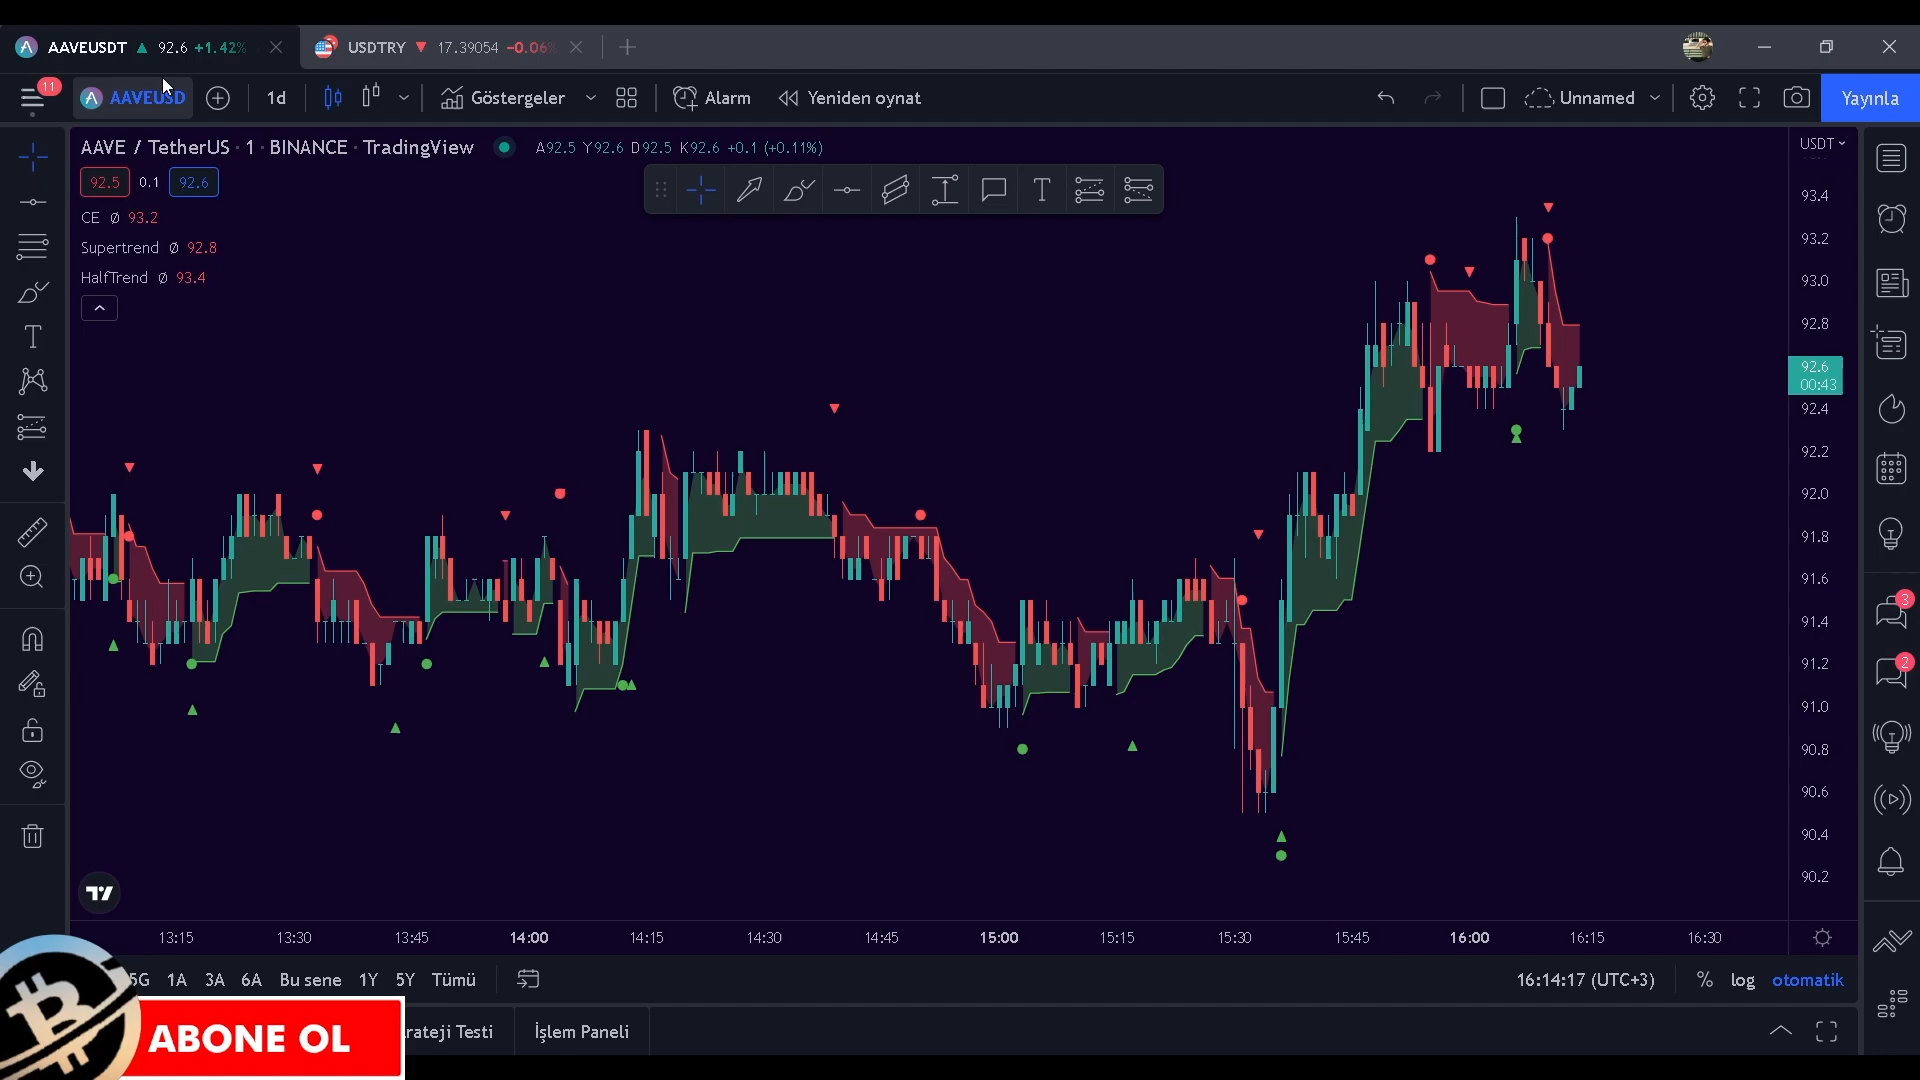 AAVEUSDT ▲ 92.6 +1.42%
USDTRY ▼ 17.39054 -0.06%
11
AAVEUSD
1d
Göstergeler
Alarm
Yeniden oynat
Unnamed
Yayınla
AAVE / TetherUS · 1 · BINANCE · TradingView
A92.5 Y92.6 D92.5 K92.6 +0.1 (+0.11%)
USDT
92.5 0.1 92.6
CE Ø 93.2
Supertrend Ø 92.8
HalfTrend Ø 93.4
93.4
93.2
93.0
92.8
92.6
00:43
92.4
92.2
92.0
91.8
91.6
91.4
91.2
91.0
90.8
90.6
90.4
90.2
3
2
13:15 13:30 13:45 14:00 14:15 14:30 14:45 15:00 15:15 15:30 15:45 16:00 16:15 16:30
5G 1A 3A 6A Bu sene 1Y 5Y Tümü
16:14:17 (UTC+3) % log otomatik
rateji Testi
İşlem Paneli
ABONE OL